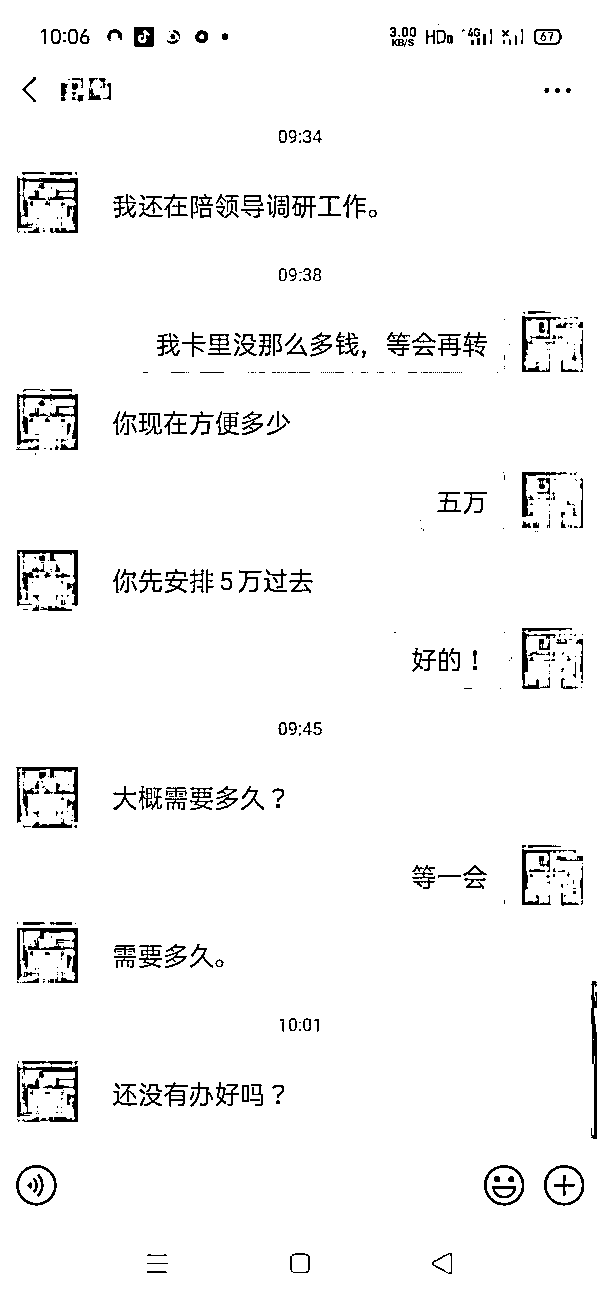 10:06
3.00
KB/S
HD
4G
67
09:34
我还在陪领导调研工作。
09:38
我卡里没那么多钱，等会再转
你现在方便多少
五万
你先安排5万过去
好的！
09:45
大概需要多久？
等一会
需要多久。
10:01
还没有办好吗？